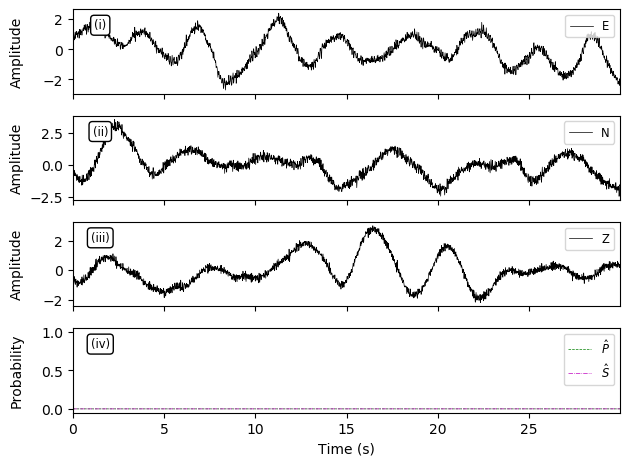 Amplitude
2
0
−2
(i)
E
Amplitude
2.5
0.0
−2.5
(ii)
N
Amplitude
2
0
−2
(iii)
Z
Probability
1.0
0.5
0.0
(iv)
P̂
Ŝ
0 5 10 15 20 25
Time (s)